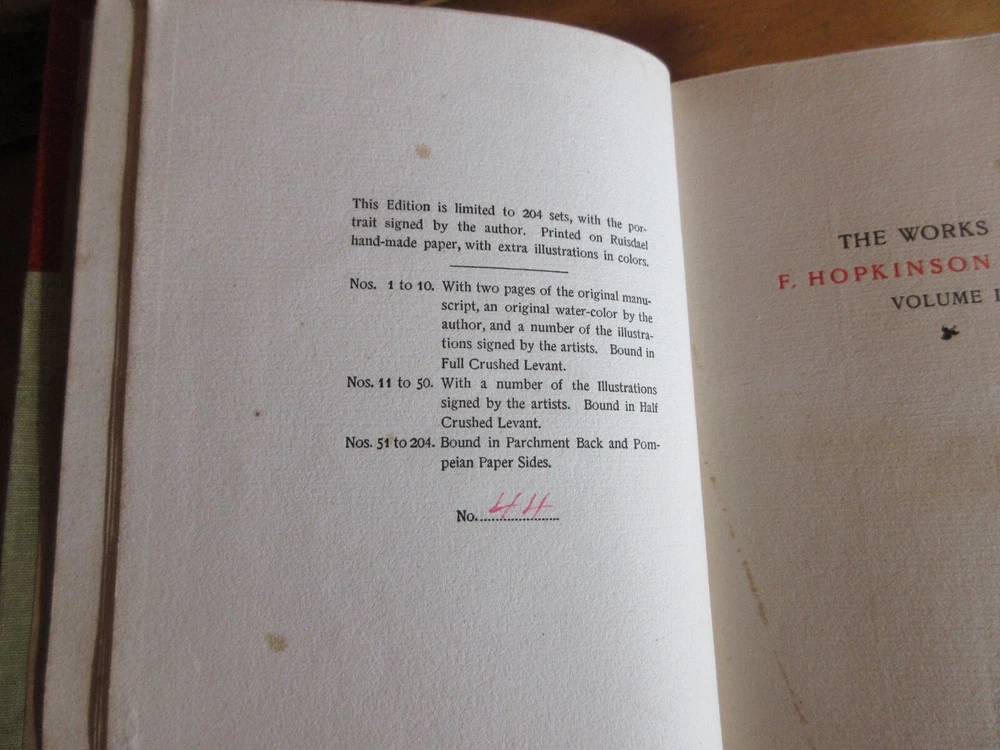 This Edition is limited to 204 sets, with the por-
trait signed by the author. Printed on Ruisdael
hand-made paper, with extra illustrations in colors.
Nos. 1 to 10. With two pages of the original manu-
script, an original water-color by the
author, and a number of the illustra-
tions signed by the artists. Bound in
Full Crushed Levant.
Nos. 11 to 50. With a number of the Illustrations
signed by the artists. Bound in Half
Crushed Levant.
Nos. 51 to 204. Bound in Parchment Back and Pom-
peian Paper Sides.
No. 44
THE WORKS
F. HOPKINSON
VOLUME I